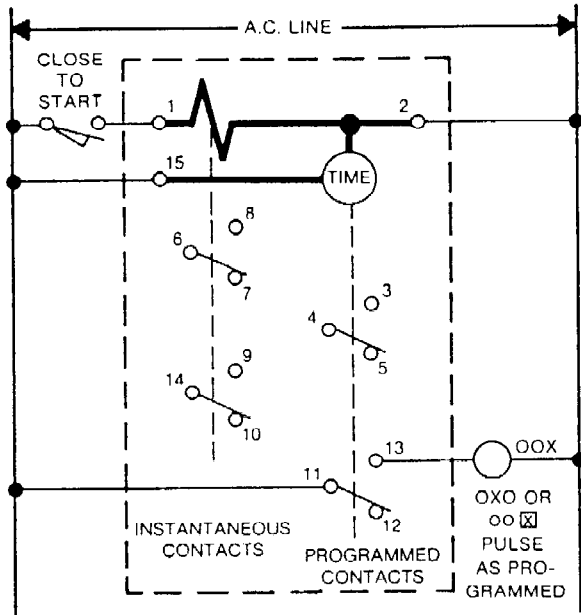 A.C. LINE
CLOSE
TO
START
1
2
15
TIME
8
6
7
3
4
5
9
14
10
13
OOX
11
12
OXO OR
OO☒
PULSE
AS PRO-
GRAMMED
INSTANTANEOUS
CONTACTS
PROGRAMMED
CONTACTS